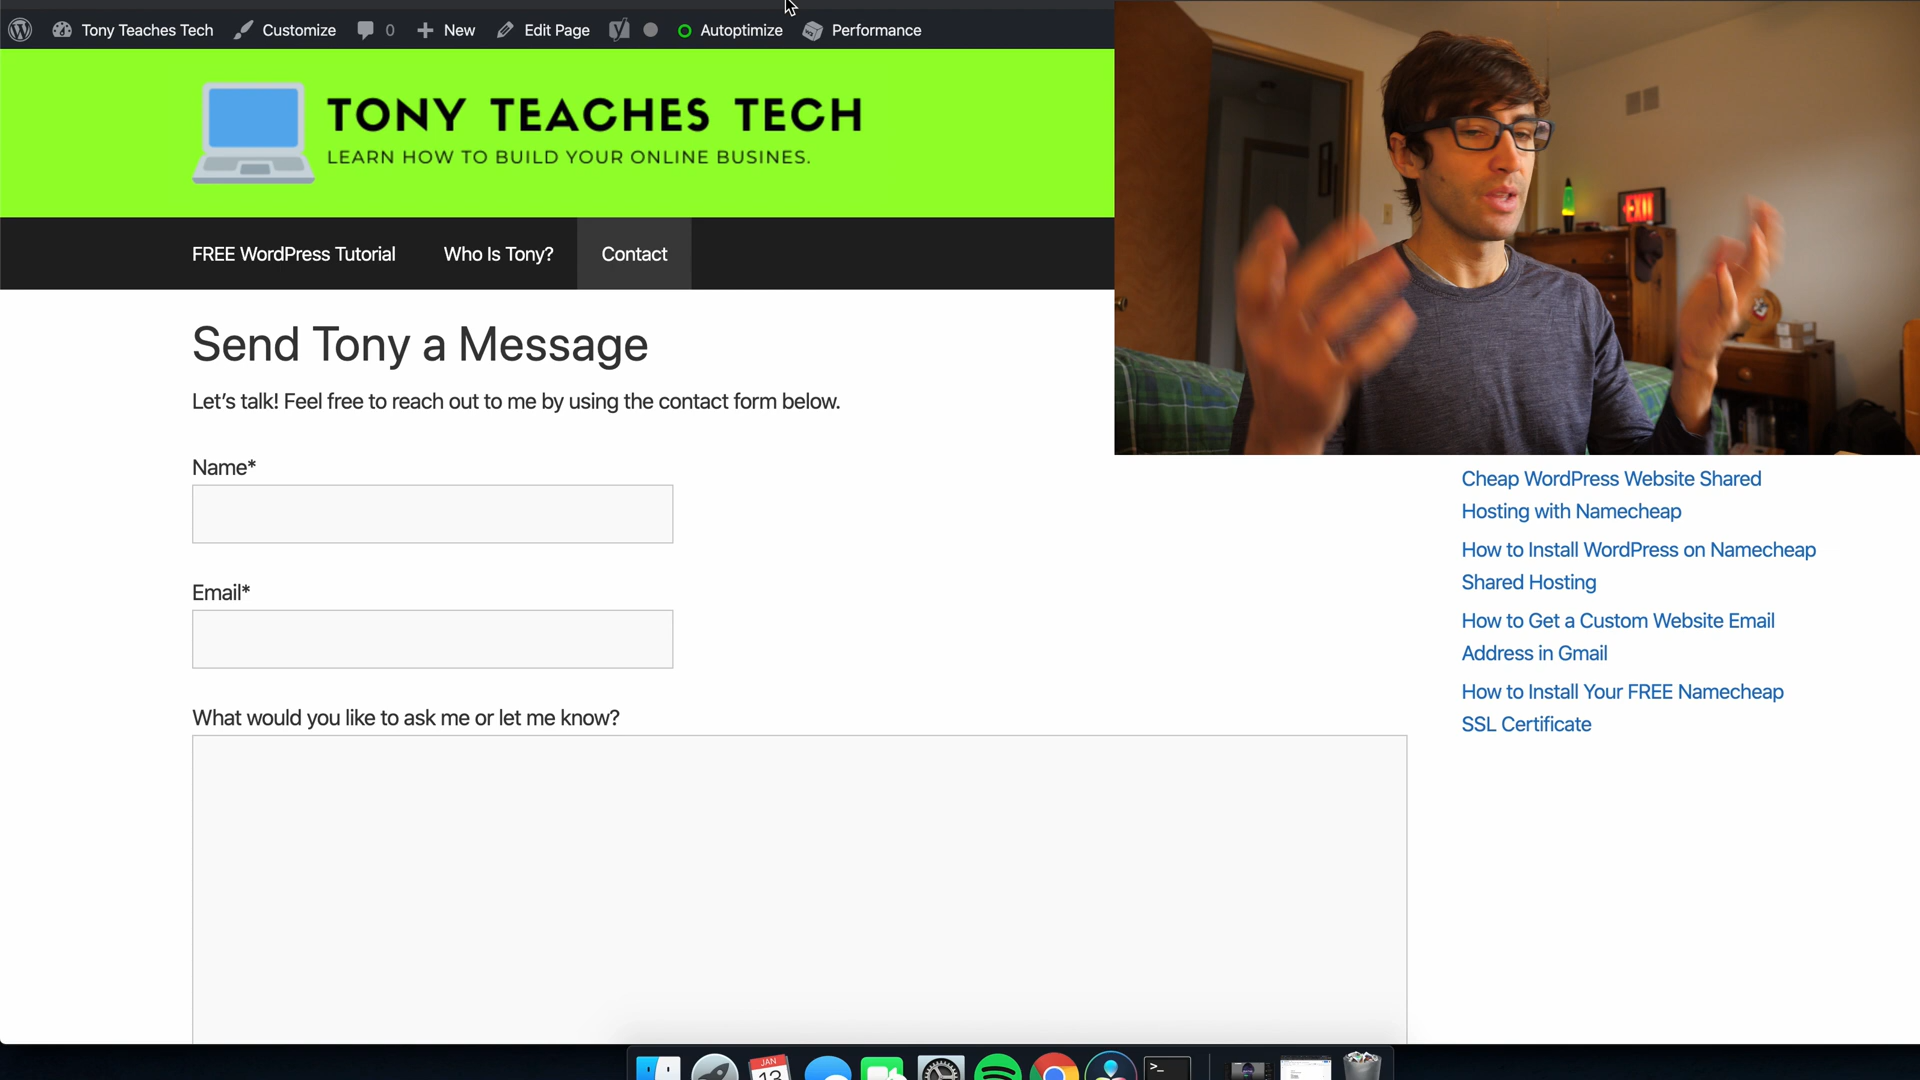 Tony Teaches Tech Customize 0 New Edit Page Autoptimize Performance
TONY TEACHES TECH
LEARN HOW TO BUILD YOUR ONLINE BUSINES.
FREE WordPress Tutorial Who Is Tony? Contact
Send Tony a Message
Let’s talk! Feel free to reach out to me by using the contact form below.
Name*
Email*
What would you like to ask me or let me know?
EXIT
Cheap WordPress Website Shared
Hosting with Namecheap
How to Install WordPress on Namecheap
Shared Hosting
How to Get a Custom Website Email
Address in Gmail
How to Install Your FREE Namecheap
SSL Certificate
JAN
13
>_